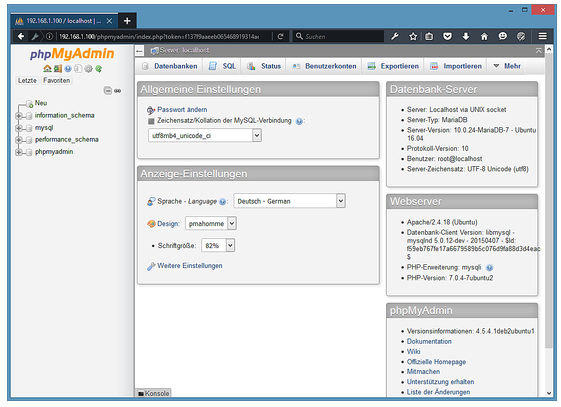 192.168.1.100 / localhost |...
192.168.1.100/phpmyadmin/index.php?token=f137f9aaeeb065468919314a
Suchen
phpMyAdmin
Letzte Favoriten
Neu
information_schema
mysql
performance_schema
phpmyadmin
Server: localhost
Datenbanken SQL Status Benutzerkonten Exportieren Importieren Mehr
Allgemeine Einstellungen
Passwort ändern
Zeichensatz/Kollation der MySQL-Verbindung :
utf8mb4_unicode_ci
Anzeige-Einstellungen
Sprache - Language : Deutsch - German
Design: pmahomme
Schriftgröße: 82%
Weitere Einstellungen
Datenbank-Server
Server: Localhost via UNIX socket
Server-Typ: MariaDB
Server-Version: 10.0.24-MariaDB-7 - Ubuntu
16.04
Protokoll-Version: 10
Benutzer: root@localhost
Server-Zeichensatz: UTF-8 Unicode (utf8)
Webserver
Apache/2.4.18 (Ubuntu)
Datenbank-Client Version: libmysql -
mysqlnd 5.0.12-dev - 20150407 - $Id:
f59eb767fe17a6679589b5c076d9fa88d3d4eac
$
PHP-Erweiterung: mysqli
PHP-Version: 7.0.4-7ubuntu2
phpMyAdmin
Versionsinformationen: 4.5.4.1deb2ubuntu1
Dokumentation
Wiki
Offizielle Homepage
Mitmachen
Unterstützung erhalten
Liste der Änderungen
Konsole